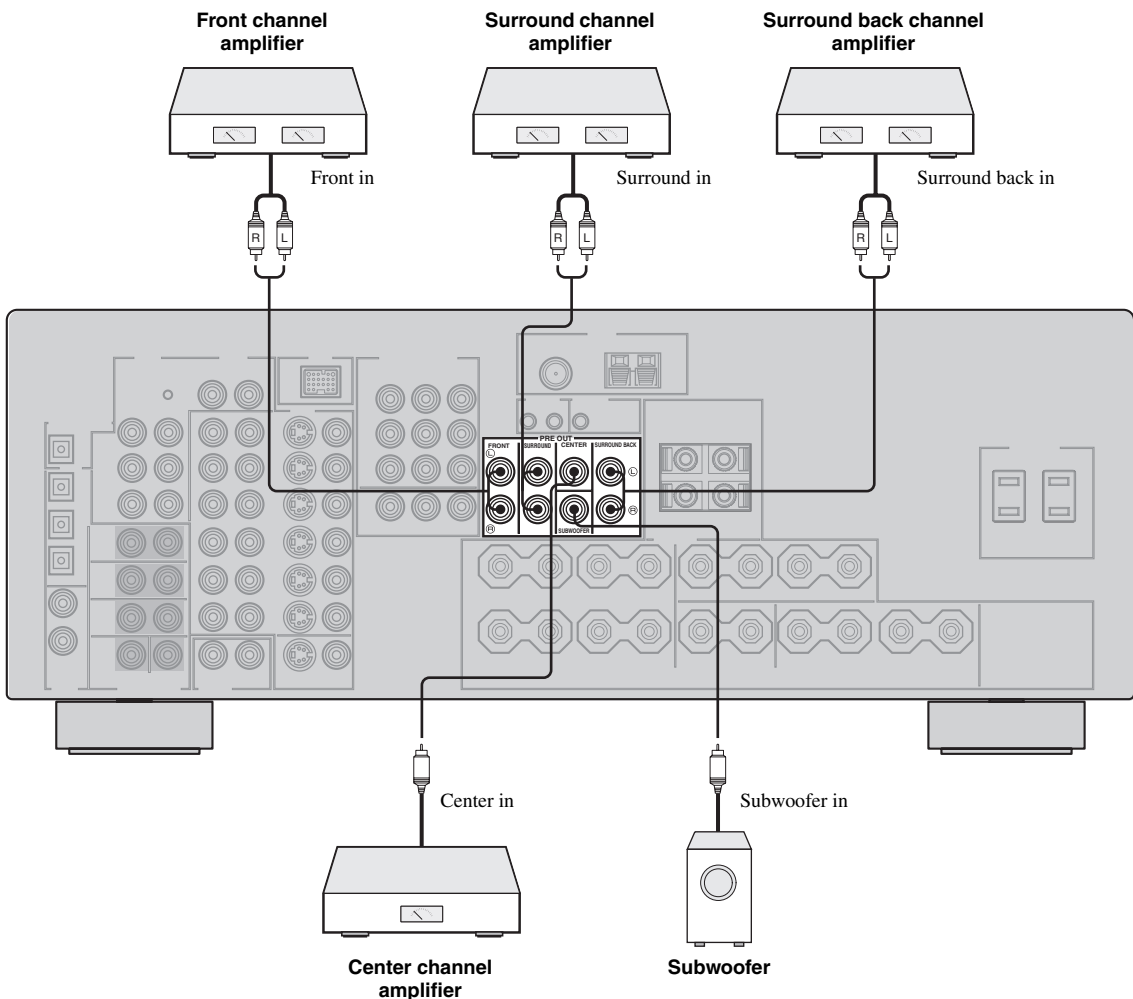 Front channel
amplifier
Surround channel
amplifier
Surround back channel
amplifier
Front in
Surround in
Surround back in
R L
R L
R L
PRE OUT
FRONT SURROUND CENTER SURROUND BACK
L L
R R
SUBWOOFER
Center in
Subwoofer in
Center channel
amplifier
Subwoofer